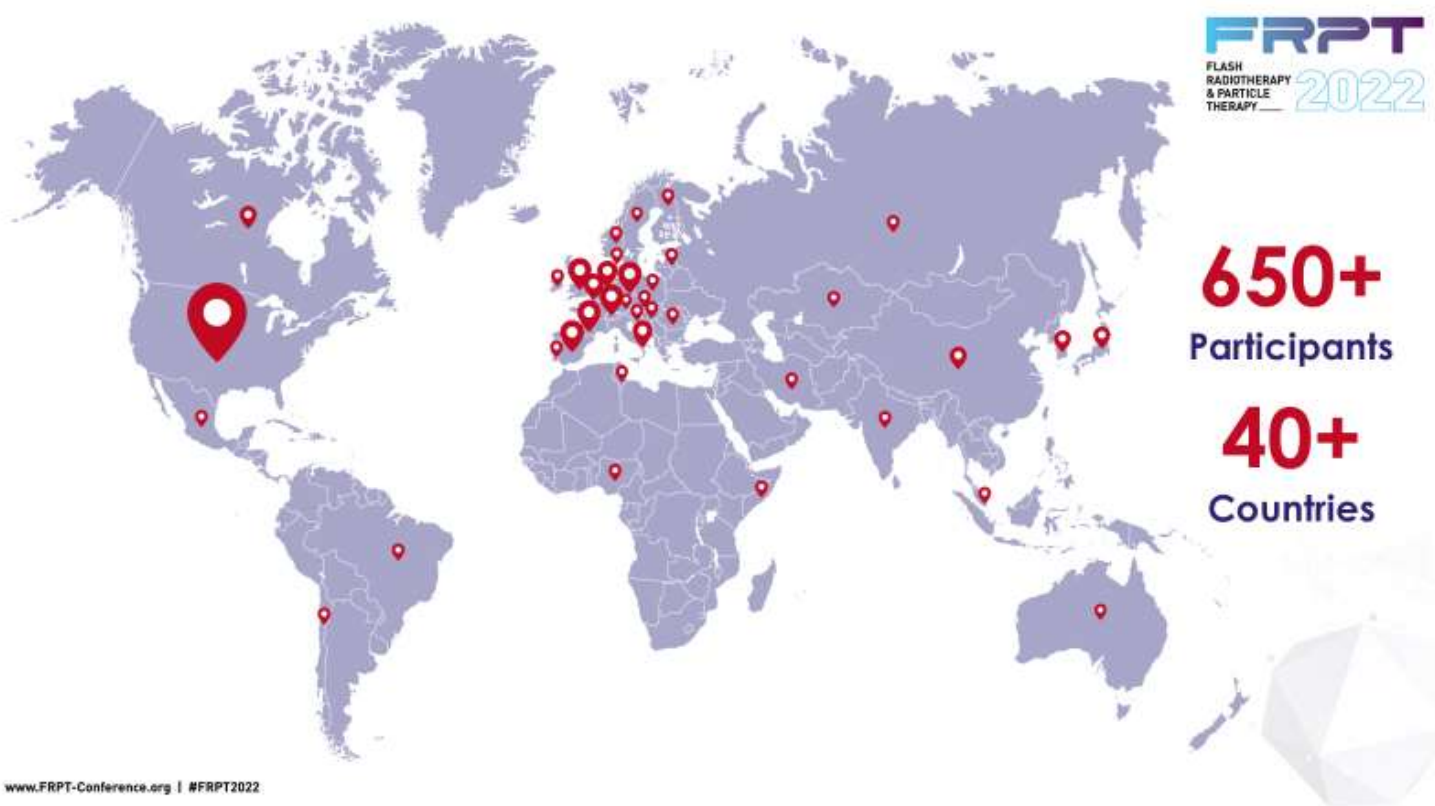 FRPT
FLASH
RADIOTHERAPY
& PARTICLE
THERAPY
2022
650+
Participants
40+
Countries
www.FRPT-Conference.org | #FRPT2022